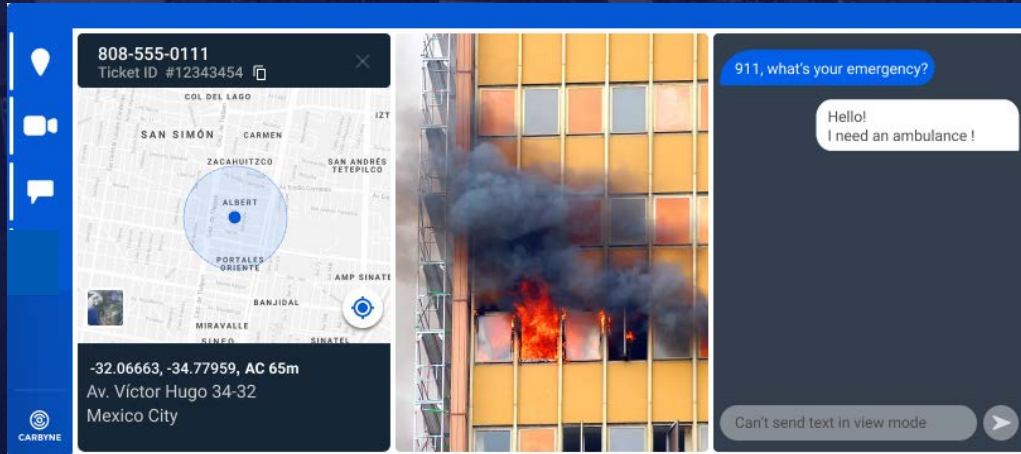 808-555-0111
Ticket ID #12343454
COL DEL LAGO
IZT
SAN SIMÓN
CARMEN
ZACAHUITZCO
SAN ANDRÉS
TETEPILCO
ALBERT
PORTALES
ORIENTE
AMP SINATE
BANJIDAL
MIRAVALLE
SINEO
SINATEL
-32.06663, -34.77959, AC 65m
Av. Víctor Hugo 34-32
Mexico City
CARBYNE
911, what's your emergency?
Hello!
I need an ambulance !
Can't send text in view mode